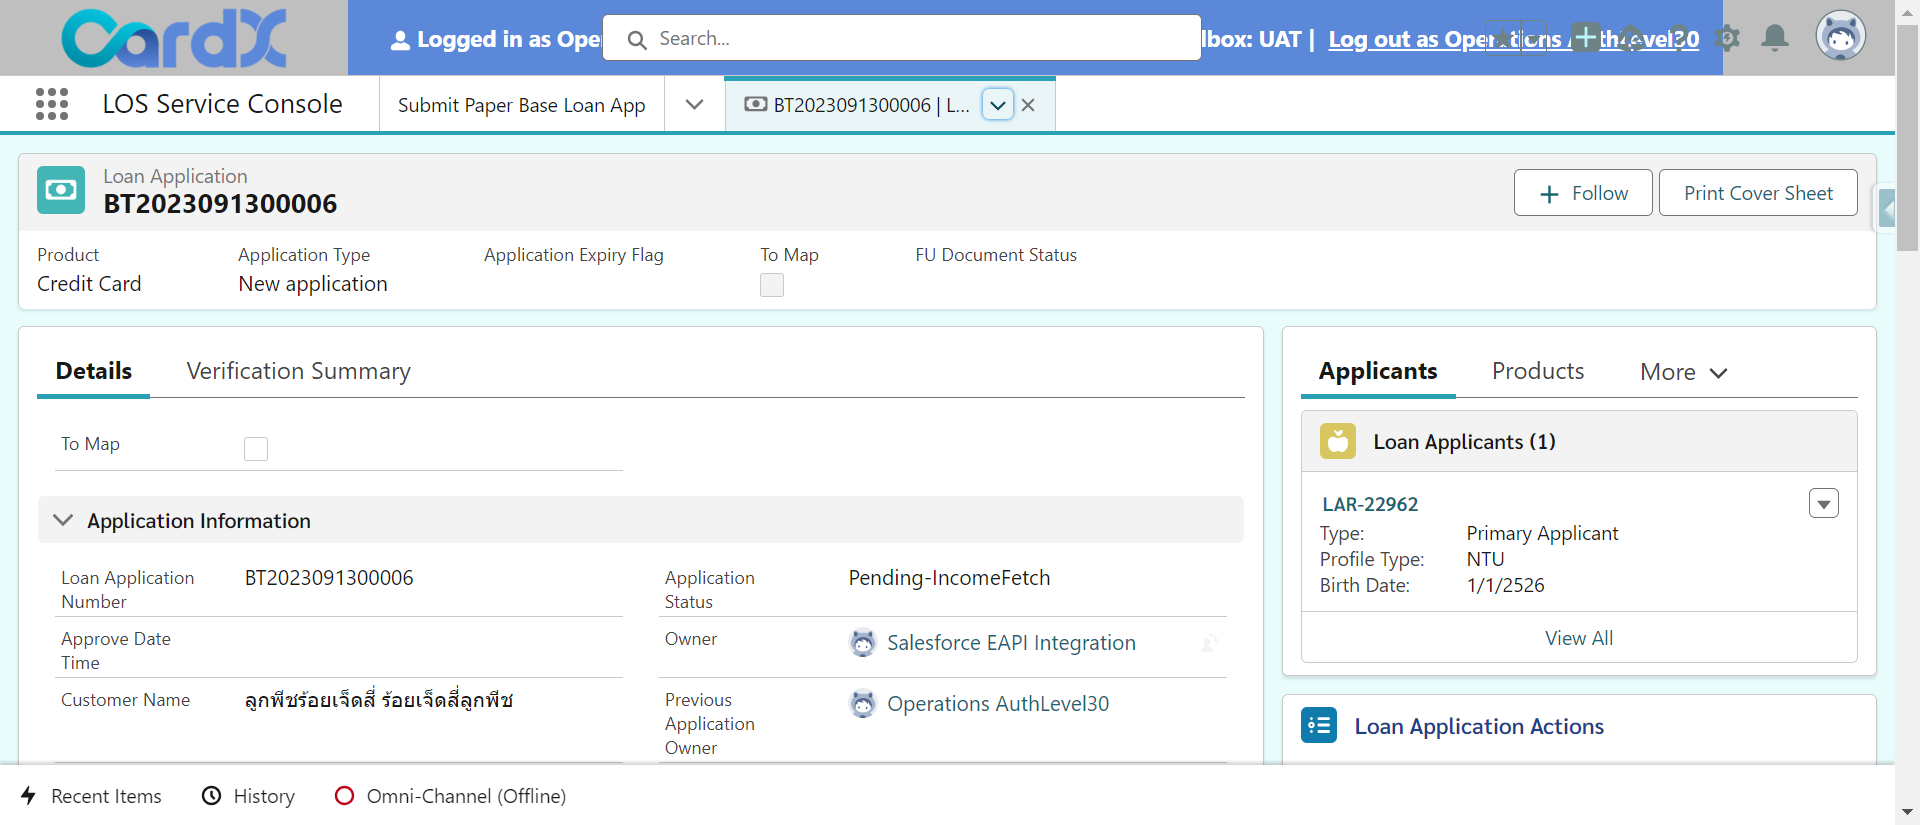 CardX
Logged in as Ope
Search...
box: UAT | Log out as Operations AuthLevel30
LOS Service Console
Submit Paper Base Loan App
BT2023091300006 | L...
Loan Application
BT2023091300006
Follow
Print Cover Sheet
Product
Application Type
Application Expiry Flag
To Map
FU Document Status
Credit Card
New application
Details
Verification Summary
To Map
Application Information
Loan Application Number
BT2023091300006
Application Status
Pending-IncomeFetch
Approve Date Time
Owner
Salesforce EAPI Integration
Customer Name
ลูกพีชร้อยเจ็ดสี่ ร้อยเจ็ดสี่ลูกพีช
Previous Application Owner
Operations AuthLevel30
Applicants
Products
More
Loan Applicants (1)
LAR-22962
Type: Primary Applicant
Profile Type: NTU
Birth Date: 1/1/2526
View All
Loan Application Actions
Recent Items
History
Omni-Channel (Offline)